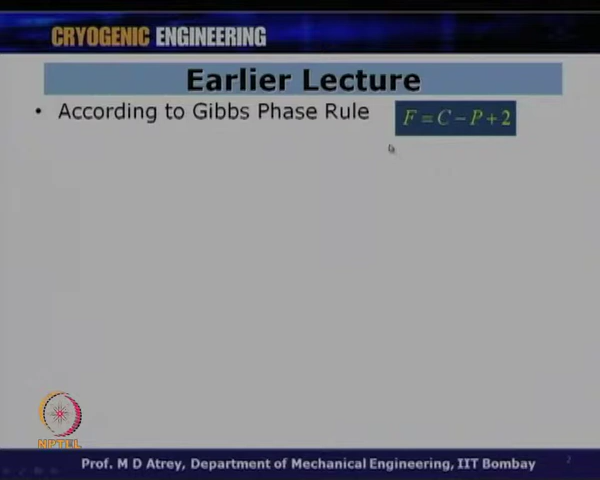 CRYOGENIC ENGINEERING
Earlier Lecture
• According to Gibbs Phase Rule F = C − P + 2
NPTEL
Prof. M D Atrey, Department of Mechanical Engineering, IIT Bombay 2